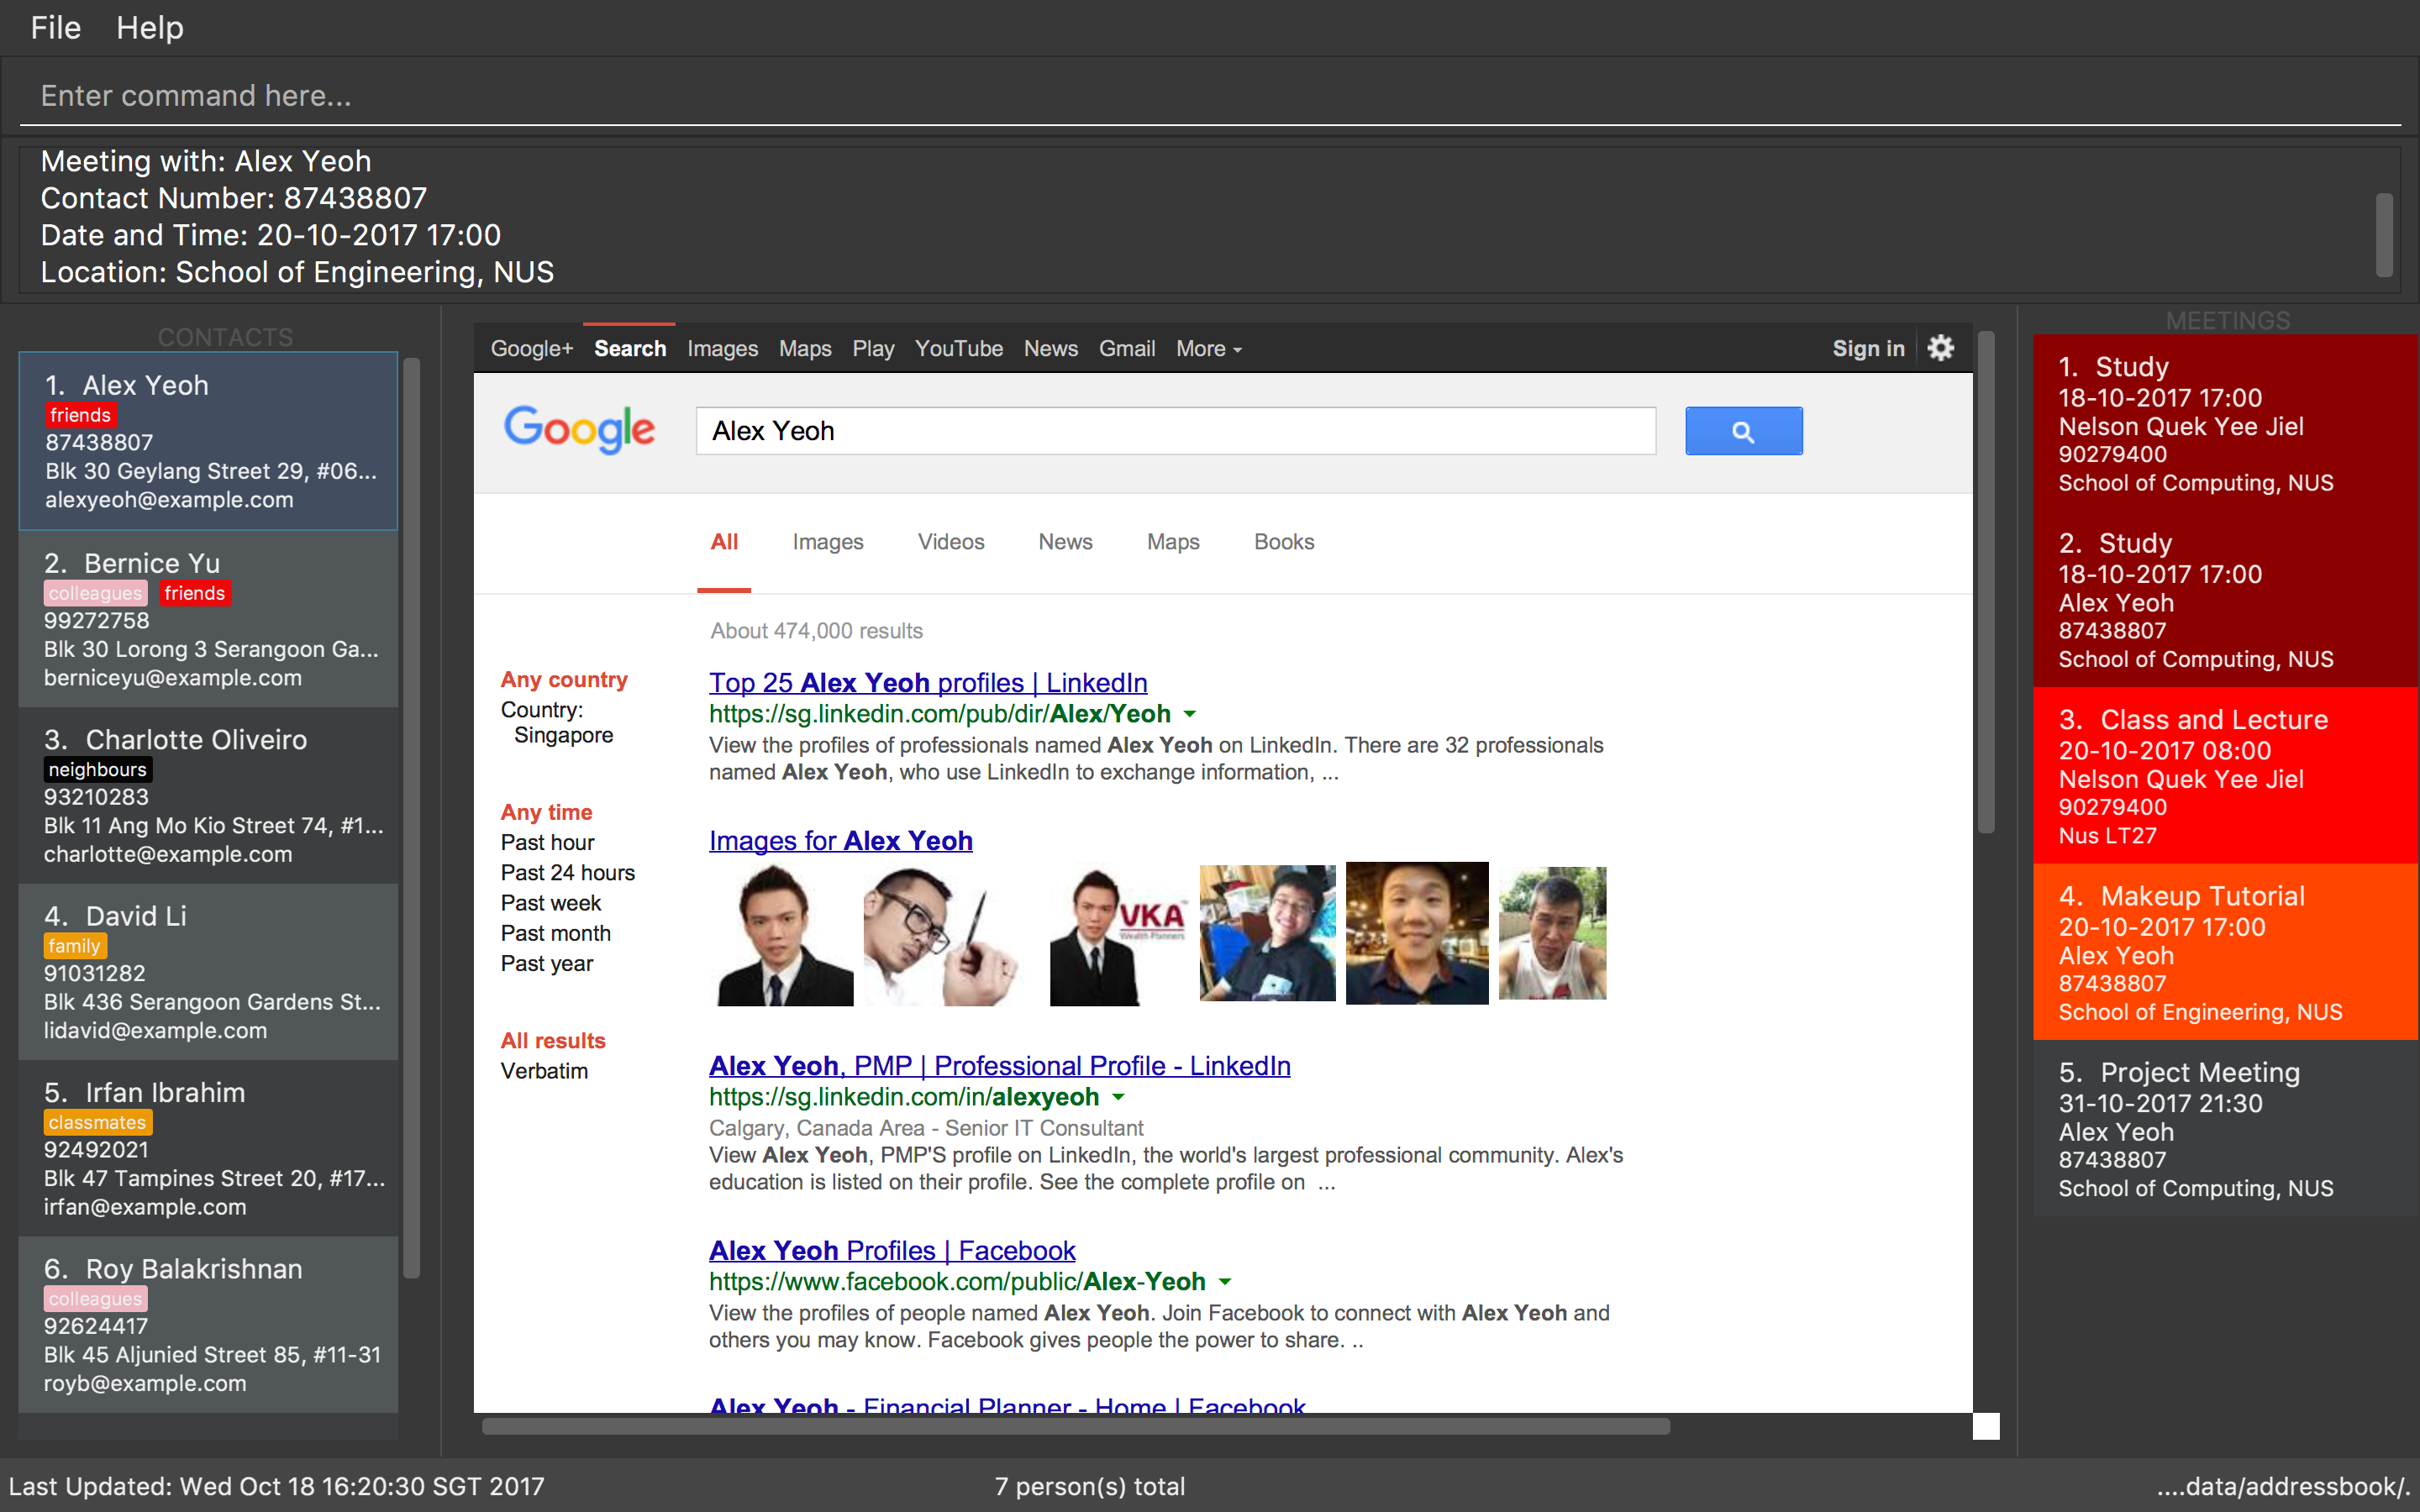 File Help
Enter command here...
Meeting with: Alex Yeoh
Contact Number: 87438807
Date and Time: 20-10-2017 17:00
Location: School of Engineering, NUS
CONTACTS
1. Alex Yeoh
friends
87438807
Blk 30 Geylang Street 29, #06...
alexyeoh@example.com
2. Bernice Yu
colleagues friends
99272758
Blk 30 Lorong 3 Serangoon Ga...
berniceyu@example.com
3. Charlotte Oliveiro
neighbours
93210283
Blk 11 Ang Mo Kio Street 74, #1...
charlotte@example.com
4. David Li
family
91031282
Blk 436 Serangoon Gardens St...
lidavid@example.com
5. Irfan Ibrahim
classmates
92492021
Blk 47 Tampines Street 20, #17...
irfan@example.com
6. Roy Balakrishnan
colleagues
92624417
Blk 45 Aljunied Street 85, #11-31
royb@example.com
Google+ Search Images Maps Play YouTube News Gmail More Sign in
Google Alex Yeoh
All Images Videos News Maps Books
About 474,000 results
Any country
Country:
Singapore
Any time
Past hour
Past 24 hours
Past week
Past month
Past year
All results
Verbatim
Top 25 Alex Yeoh profiles | LinkedIn
https://sg.linkedin.com/pub/dir/Alex/Yeoh
View the profiles of professionals named Alex Yeoh on LinkedIn. There are 32 professionals
named Alex Yeoh, who use LinkedIn to exchange information, ...
Images for Alex Yeoh
VKA
Wealth Planners
Alex Yeoh, PMP | Professional Profile - LinkedIn
https://sg.linkedin.com/in/alexyeoh
Calgary, Canada Area - Senior IT Consultant
View Alex Yeoh, PMP'S profile on LinkedIn, the world's largest professional community. Alex's
education is listed on their profile. See the complete profile on ...
Alex Yeoh Profiles | Facebook
https://www.facebook.com/public/Alex-Yeoh
View the profiles of people named Alex Yeoh. Join Facebook to connect with Alex Yeoh and
others you may know. Facebook gives people the power to share. ..
Alex Yeoh - Financial Planner - Home | Facebook
MEETINGS
1. Study
18-10-2017 17:00
Nelson Quek Yee Jiel
90279400
School of Computing, NUS
2. Study
18-10-2017 17:00
Alex Yeoh
87438807
School of Computing, NUS
3. Class and Lecture
20-10-2017 08:00
Nelson Quek Yee Jiel
90279400
Nus LT27
4. Makeup Tutorial
20-10-2017 17:00
Alex Yeoh
87438807
School of Engineering, NUS
5. Project Meeting
31-10-2017 21:30
Alex Yeoh
87438807
School of Computing, NUS
Last Updated: Wed Oct 18 16:20:30 SGT 2017
7 person(s) total
....data/addressbook/.